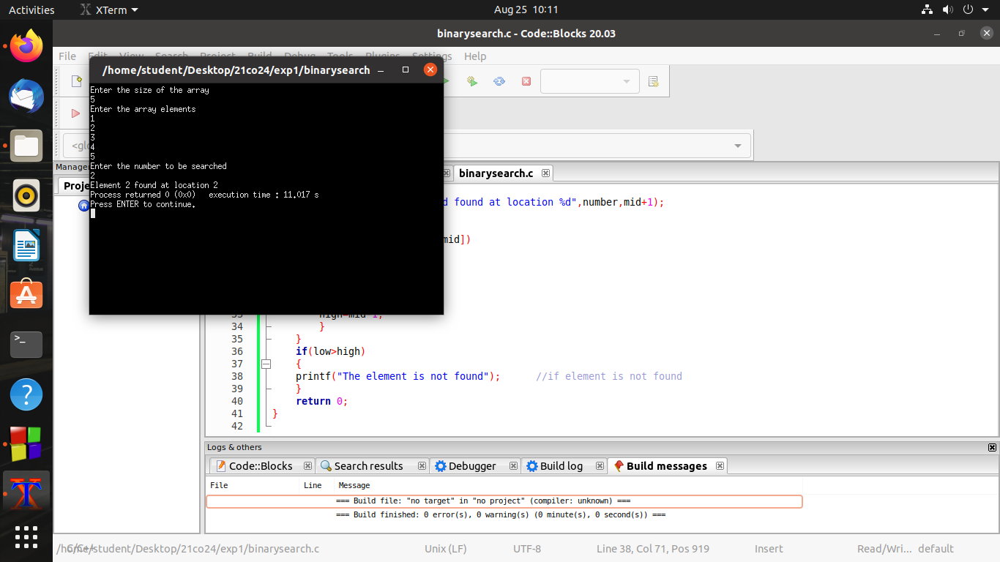 Activities
XTerm
Aug 25 10:11
binarysearch.c - Code::Blocks 20.03
File Edit View Search Project Build Debug Tools Plugins Settings Help
/home/student/Desktop/21co24/exp1/binarysearch
Enter the size of the array
5
Enter the array elements
1
2
3
4
5
Enter the number to be searched
2
Element 2 found at location 2
Process returned 0 (0x0) execution time : 11.017 s
Press ENTER to continue.
<glo
Manage
Proje
binarysearch.c
d found at location %d",number,mid+1);
mid])
33 high=mid-1;
34 }
35 }
36 if(low>high)
37 {
38 printf("The element is not found"); //if element is not found
39 }
40 return 0;
41 }
42
Logs & others
Code::Blocks Search results Debugger Build log Build messages
File Line Message
=== Build file: "no target" in "no project" (compiler: unknown) ===
=== Build finished: 0 error(s), 0 warning(s) (0 minute(s), 0 second(s)) ===
/home/student/Desktop/21co24/exp1/binarysearch.c
C/C++
Unix (LF)
UTF-8
Line 38, Col 71, Pos 919
Insert
Read/Wri...
default